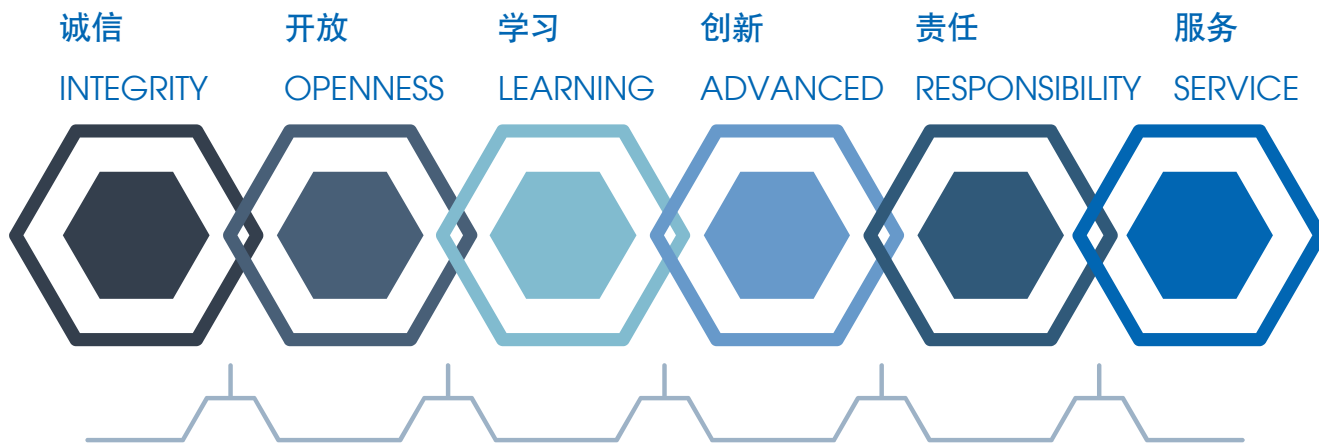 诚信 开放 学习 创新 责任 服务
INTEGRITY OPENNESS LEARNING ADVANCED RESPONSIBILITY SERVICE